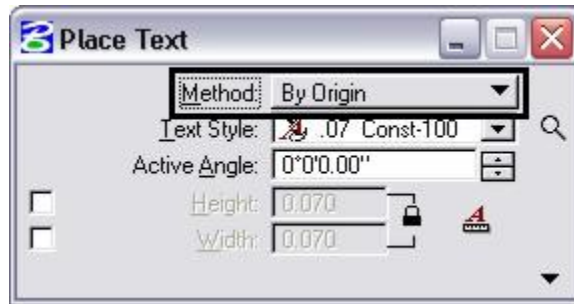 Place Text
Method: By Origin
Text Style: .07 Const-100
Active Angle: 0°0'0.00"
Height: 0.070
Width: 0.070